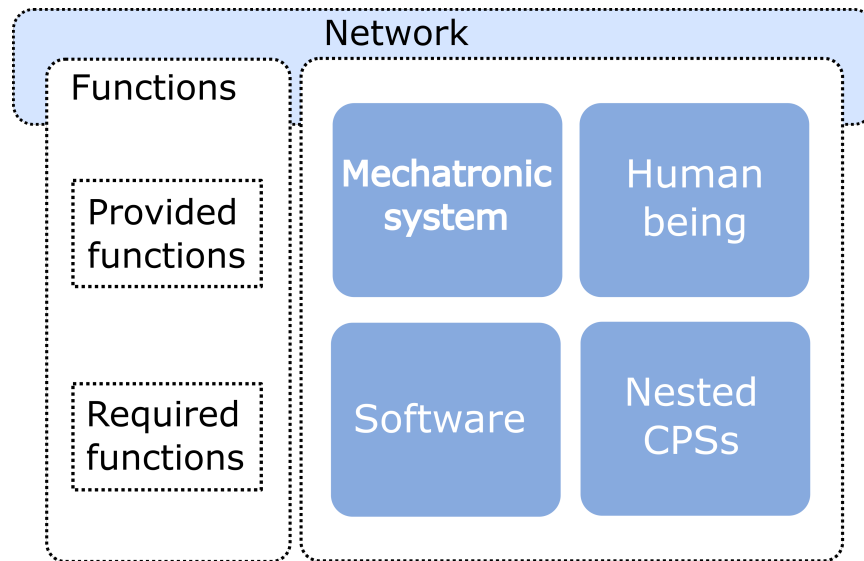 Network
Functions
Provided
functions
Required
functions
Mechatronic
system
Human
being
Software
Nested
CPSs